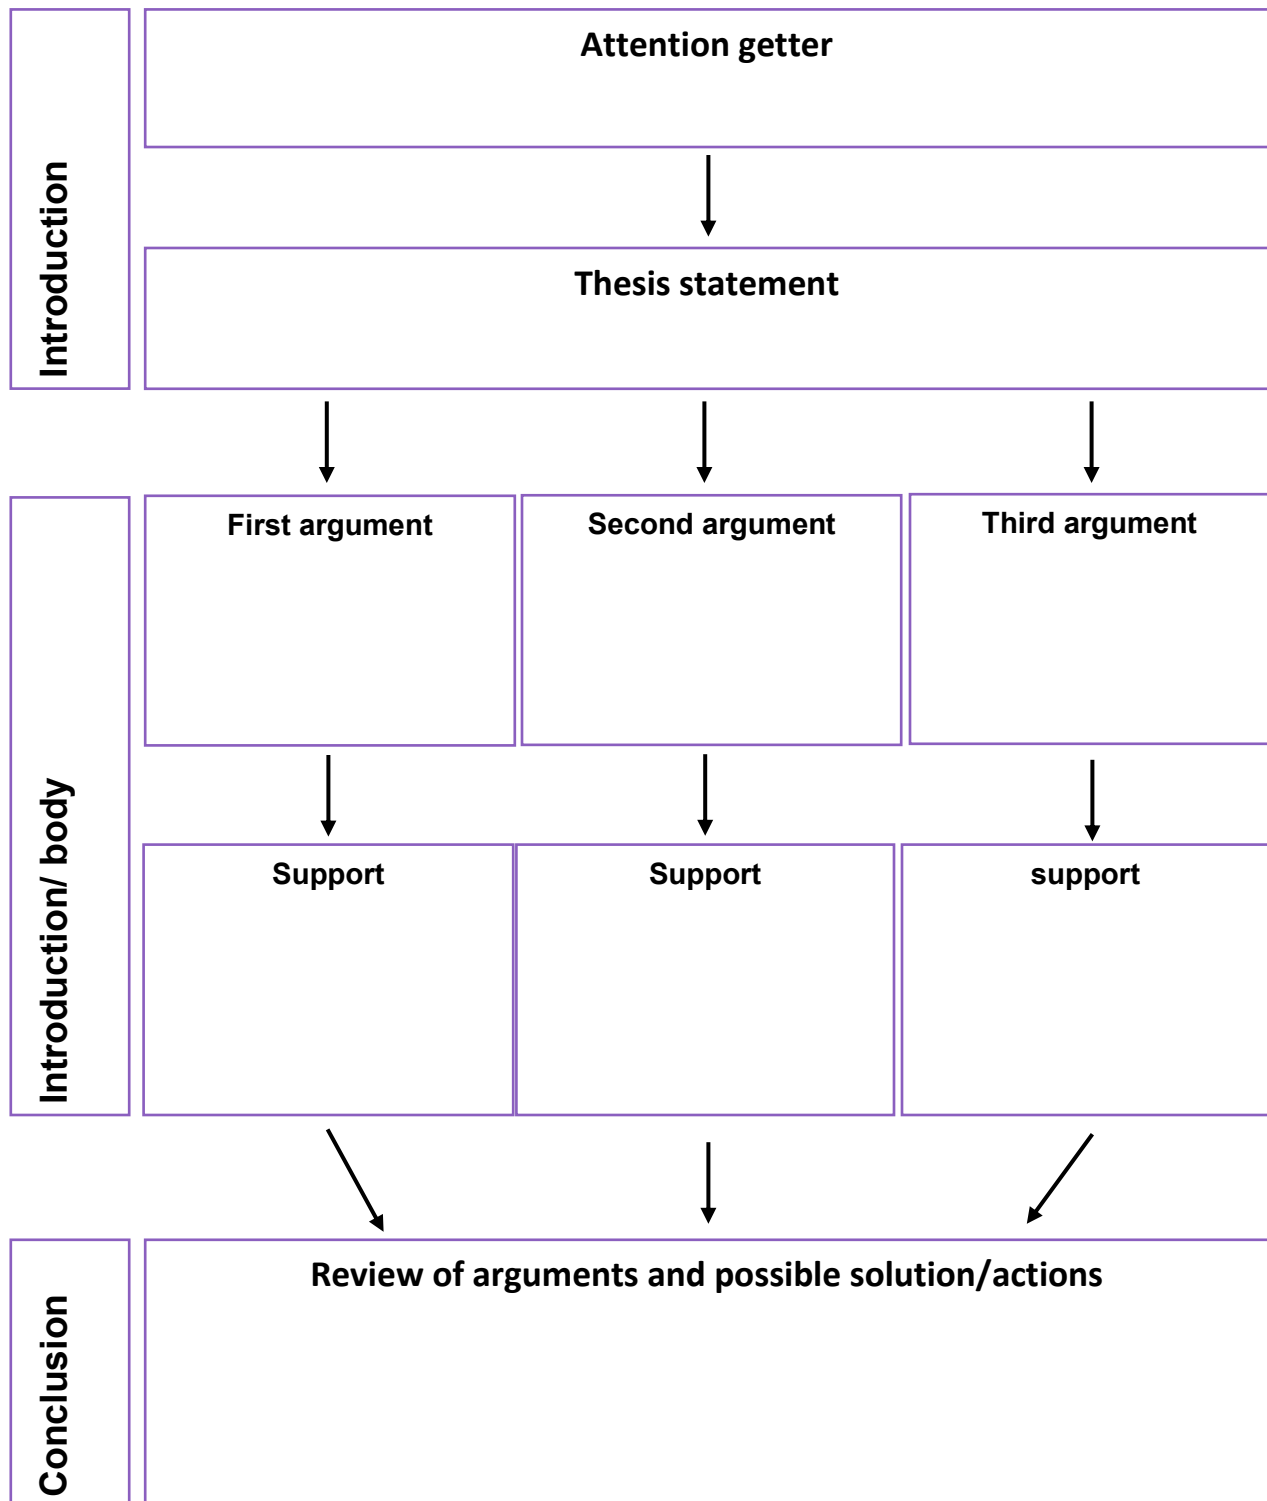 Introduction
Attention getter
Thesis statement
Introduction/ body
First argument
Second argument
Third argument
Support
Support
support
Conclusion
Review of arguments and possible solution/actions